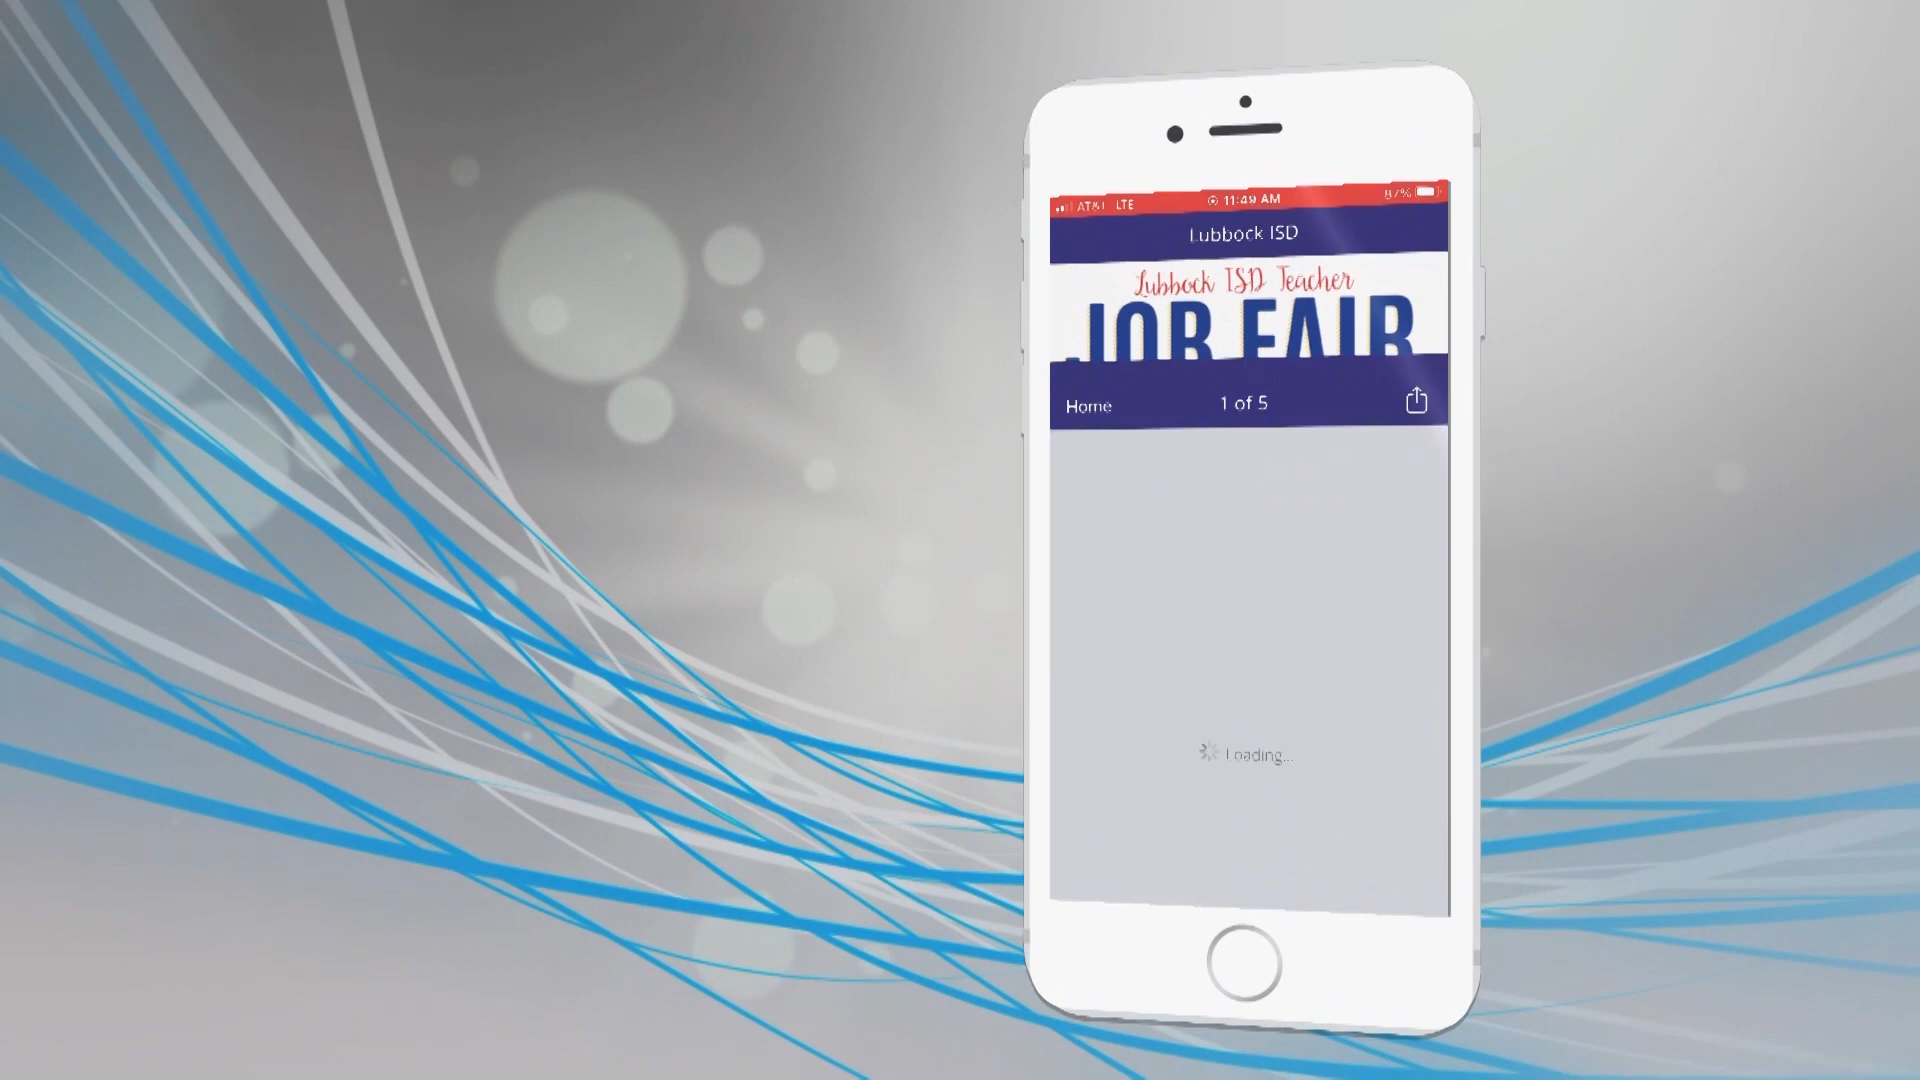 AT&T LTE 11:49 AM 87%
Lubbock ISD
Lubbock ISD Teacher
JOB FAIR
Home 1 of 5
Loading...